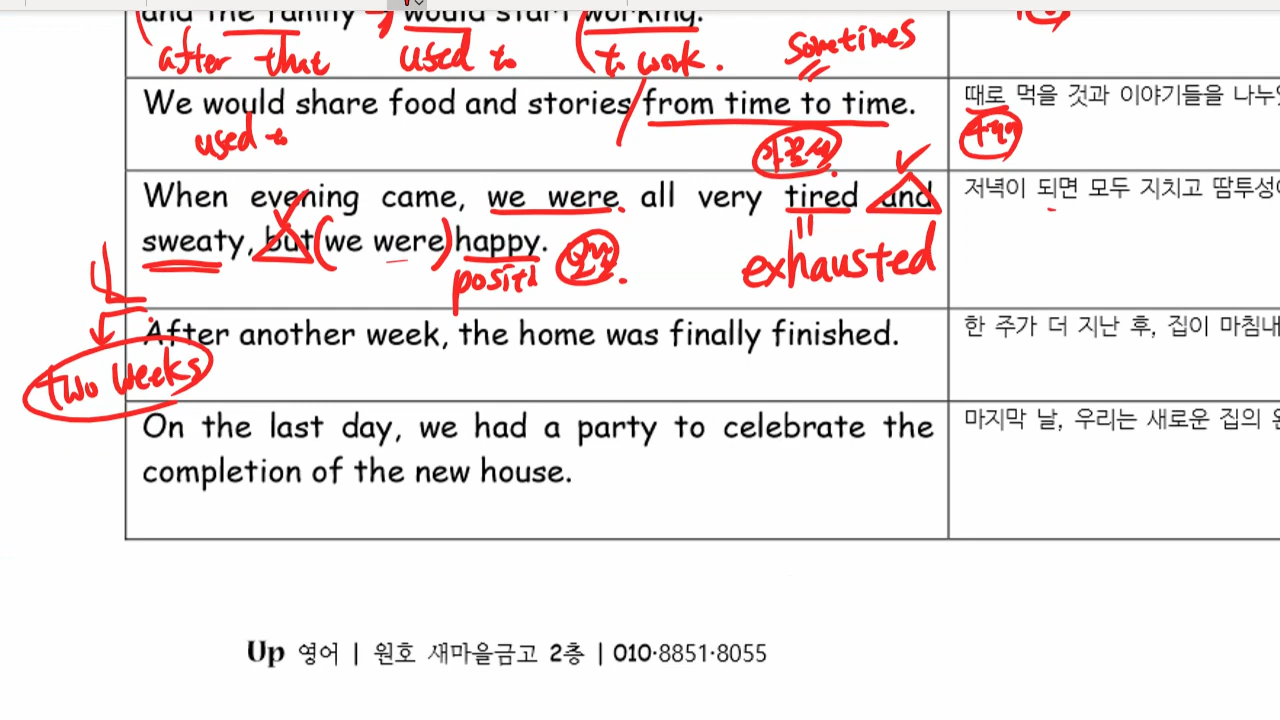 and the family would start working.
after that used to to work.
sometimes
We would share food and stories from time to time.
때로 먹을 것과 이야기들을 나누었
used to
When evening came, we were all very tired and
저녁이 되면 모두 지치고 땀투성이
sweaty, but (we were) happy.
positi
exhausted
After another week, the home was finally finished.
한 주가 더 지난 후, 집이 마침내
two weeks
On the last day, we had a party to celebrate the
마지막 날, 우리는 새로운 집의
completion of the new house.
Up 영어 | 원호 새마을금고 2층 | 010·8851·8055